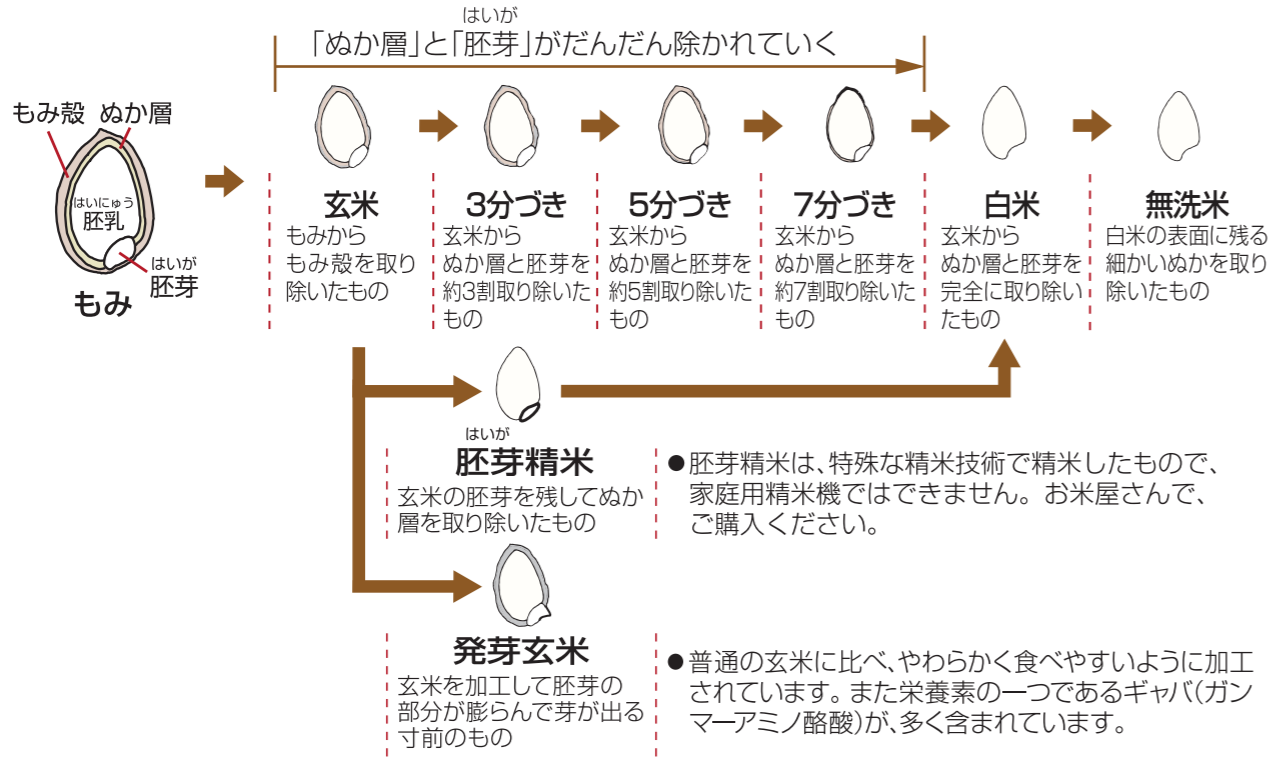 はいが
「ぬか層」と「胚芽」がだんだん除かれていく
もみ殻 ぬか層
はいにゅう
胚乳
はいが
胚芽
もみ
玄米
もみから
もみ殻を取り
除いたもの
3分づき
玄米から
ぬか層と胚芽を
約3割取り除いた
もの
5分づき
玄米から
ぬか層と胚芽を
約5割取り除いた
もの
7分づき
玄米から
ぬか層と胚芽を
約7割取り除いた
もの
白米
玄米から
ぬか層と胚芽を
完全に取り除い
たもの
無洗米
白米の表面に残る
細かいぬかを取り
除いたもの
はいが
胚芽精米
玄米の胚芽を残してぬか
層を取り除いたもの
●胚芽精米は、特殊な精米技術で精米したもので、
家庭用精米機ではできません。お米屋さんで、
ご購入ください。
発芽玄米
玄米を加工して胚芽の
部分が膨らんで芽が出る
寸前のもの
●普通の玄米に比べ、やわらかく食べやすいように加工
されています。また栄養素の一つであるギャバ(ガン
マーアミノ酪酸)が、多く含まれています。